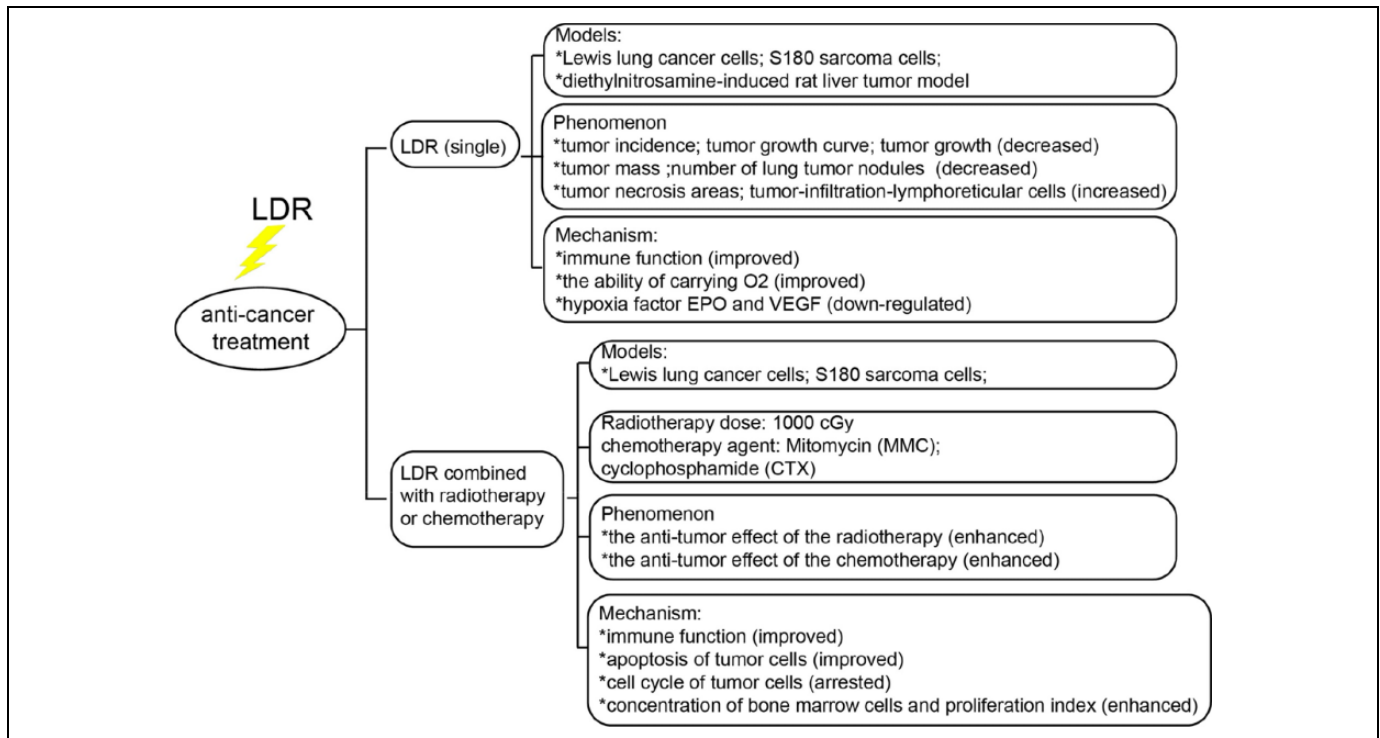 LDR
anti-cancer
treatment
LDR (single)
Models:
*Lewis lung cancer cells; S180 sarcoma cells;
*diethylnitrosamine-induced rat liver tumor model
Phenomenon
*tumor incidence; tumor growth curve; tumor growth (decreased)
*tumor mass ;number of lung tumor nodules (decreased)
*tumor necrosis areas; tumor-infiltration-lymphoreticular cells (increased)
Mechanism:
*immune function (improved)
*the ability of carrying O2 (improved)
*hypoxia factor EPO and VEGF (down-regulated)
LDR combined
with radiotherapy
or chemotherapy
Models:
*Lewis lung cancer cells; S180 sarcoma cells;
Radiotherapy dose: 1000 cGy
chemotherapy agent: Mitomycin (MMC);
cyclophosphamide (CTX)
Phenomenon
*the anti-tumor effect of the radiotherapy (enhanced)
*the anti-tumor effect of the chemotherapy (enhanced)
Mechanism:
*immune function (improved)
*apoptosis of tumor cells (improved)
*cell cycle of tumor cells (arrested)
*concentration of bone marrow cells and proliferation index (enhanced)